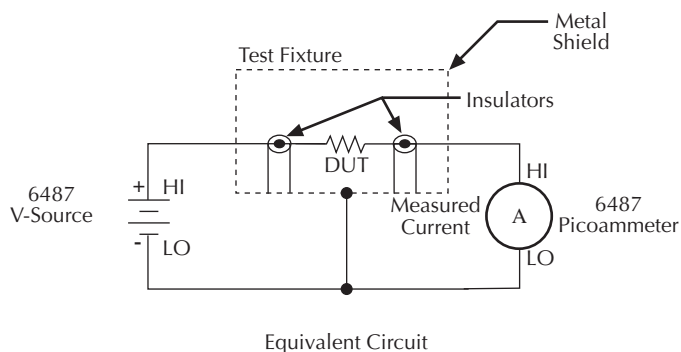 Metal
Shield
Test Fixture
Insulators
DUT
+ HI
6487
V-Source
- LO
Measured
Current
HI
A
6487
Picoammeter
LO
Equivalent Circuit